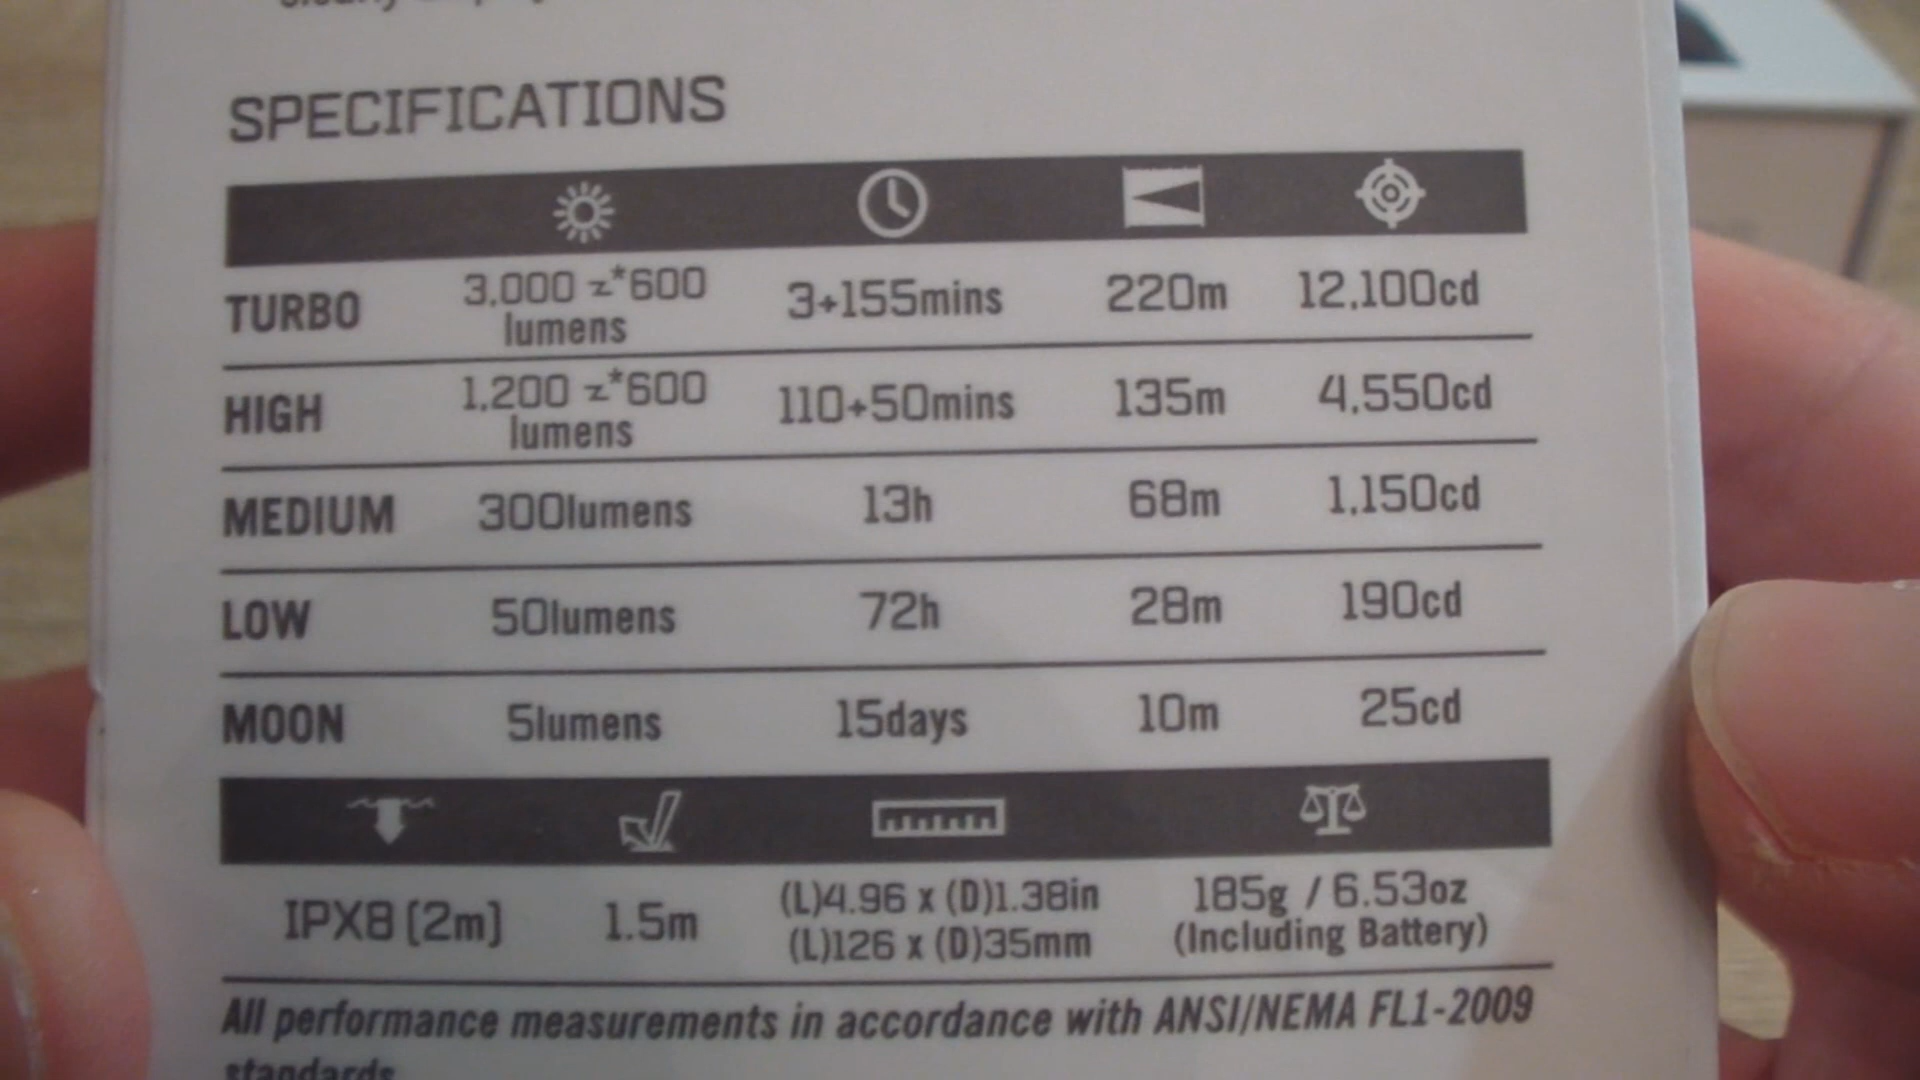 SPECIFICATIONS
TURBO 3,000 z*600 lumens 3+155mins 220m 12,100cd
HIGH 1,200 z*600 lumens 110+50mins 135m 4,550cd
MEDIUM 300lumens 13h 68m 1,150cd
LOW 50lumens 72h 28m 190cd
MOON 5lumens 15days 10m 25cd
IPX8 (2m) 1.5m (L)4.96 x (D)1.38in 185g / 6.53oz
(L)126 x (D)35mm (Including Battery)
All performance measurements in accordance with ANSI/NEMA FL1-2009
standards